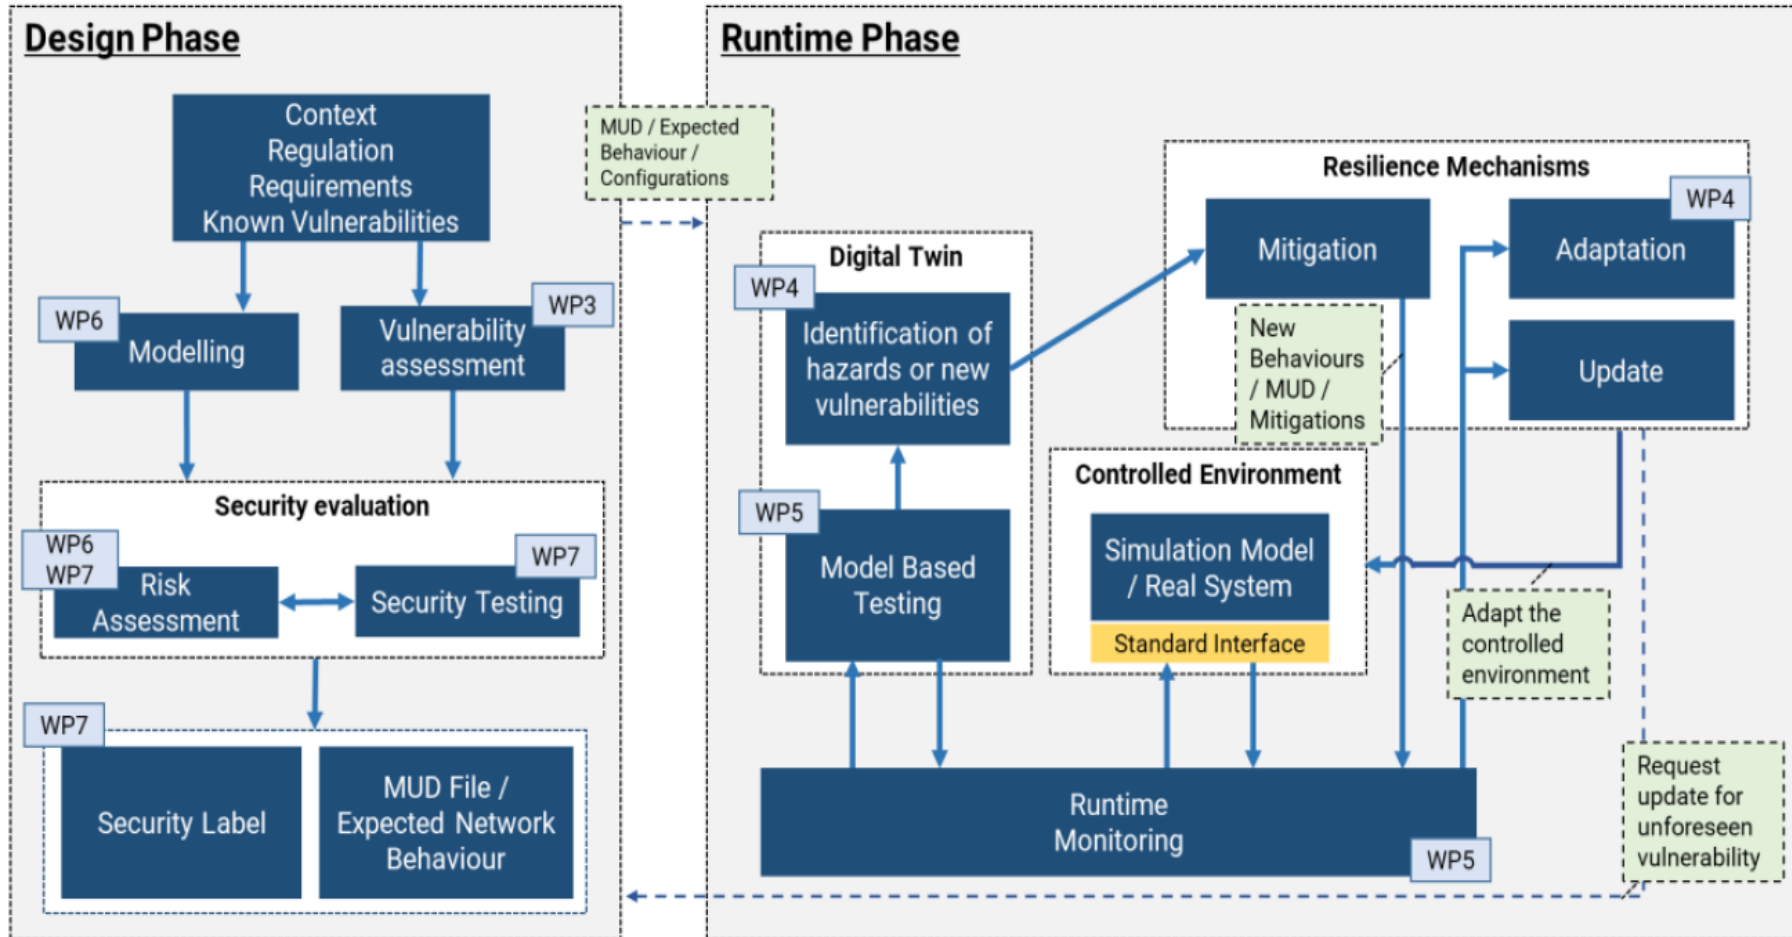 Design Phase
Context
Regulation
Requirements
Known Vulnerabilities
WP6
Modelling
WP3
Vulnerability
assessment
Security evaluation
WP6
WP7
Risk
Assessment
WP7
Security Testing
WP7
Security Label
MUD File /
Expected Network
Behaviour
MUD / Expected
Behaviour /
Configurations
Runtime Phase
Digital Twin
WP4
Identification of
hazards or new
vulnerabilities
WP5
Model Based
Testing
Resilience Mechanisms
WP4
Mitigation
Adaptation
Update
New
Behaviours
/ MUD /
Mitigations
Controlled Environment
Simulation Model
/ Real System
Standard Interface
Adapt the
controlled
environment
Runtime
Monitoring
WP5
Request
update for
unforeseen
vulnerability